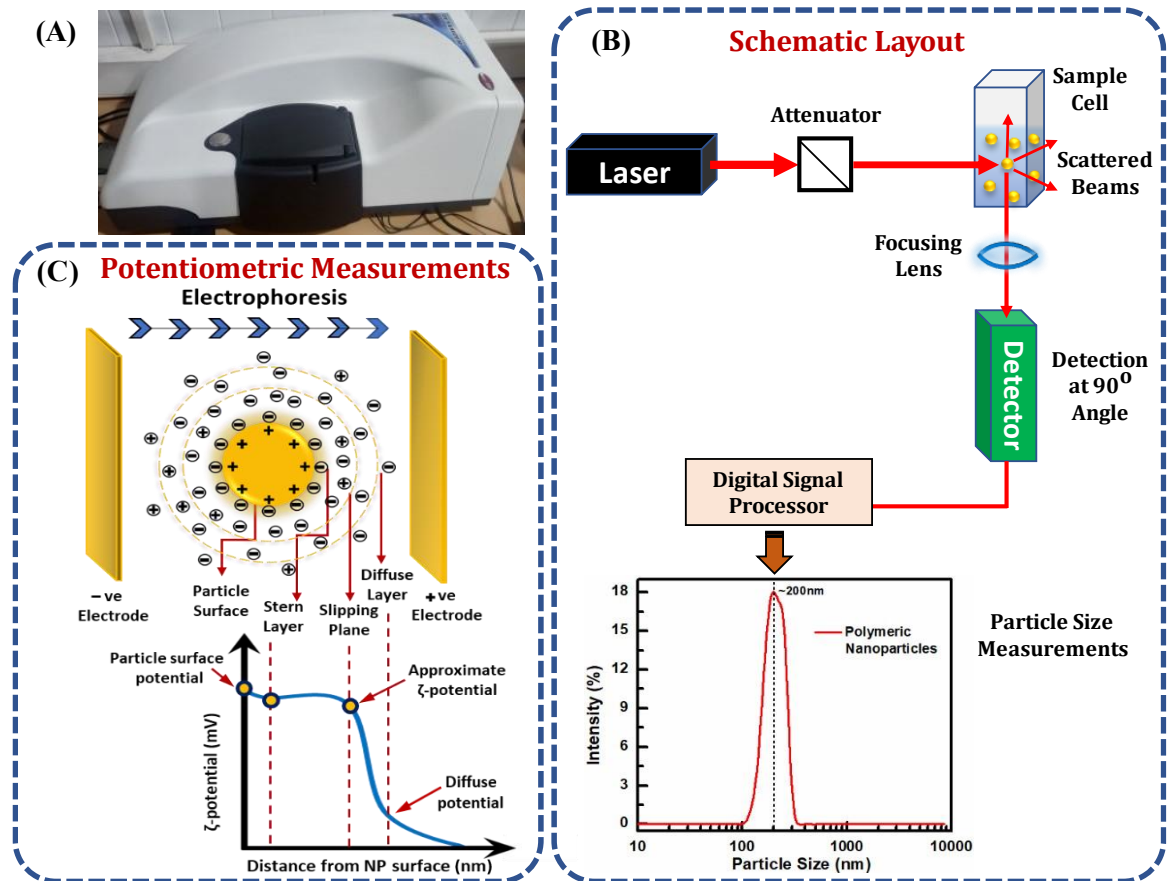 (A)
(B)
Schematic Layout
Sample
Cell
Attenuator
Laser
Scattered
Beams
Focusing
Lens
Detector
Detection
at 90⁰
Angle
Digital Signal
Processor
18
15
12
9
6
3
0
~200nm
Polymeric
Nanoparticles
Intensity (%)
10
100
1000
10000
Particle Size (nm)
Particle Size
Measurements
(C)
Potentiometric Measurements
Electrophoresis
−ve
Electrode
Particle
Surface
Stern
Layer
Slipping
Plane
Diffuse
Layer
+ve
Electrode
Particle surface
potential
Approximate
ζ-potential
Diffuse
potential
ζ-potential (mV)
Distance from NP surface (nm)